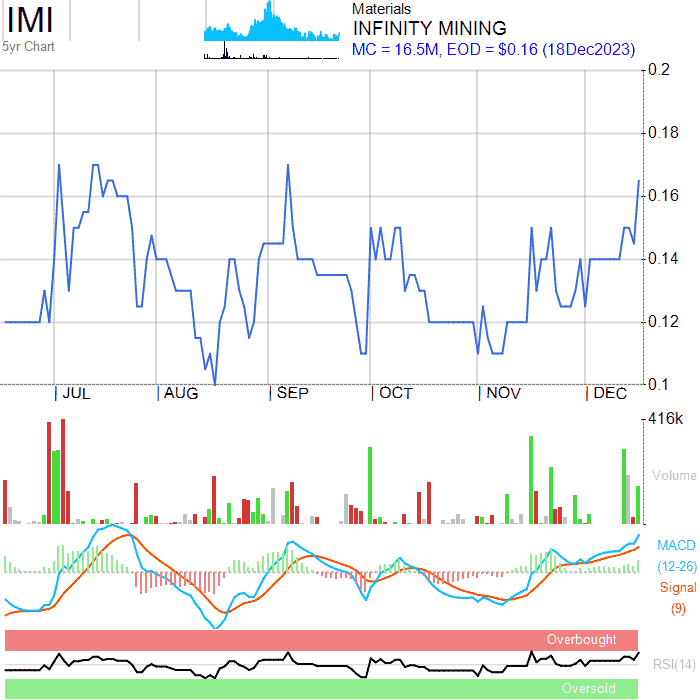 IMI
5yr Chart
Materials
INFINITY MINING
MC = 16.5M, EOD = $0.16 (18Dec2023)
0.2
0.18
0.16
0.14
0.12
0.1
JUL AUG SEP OCT NOV DEC
416k
Volume
MACD
(12-26)
Signal
(9)
Overbought
RSI(14)
Oversold